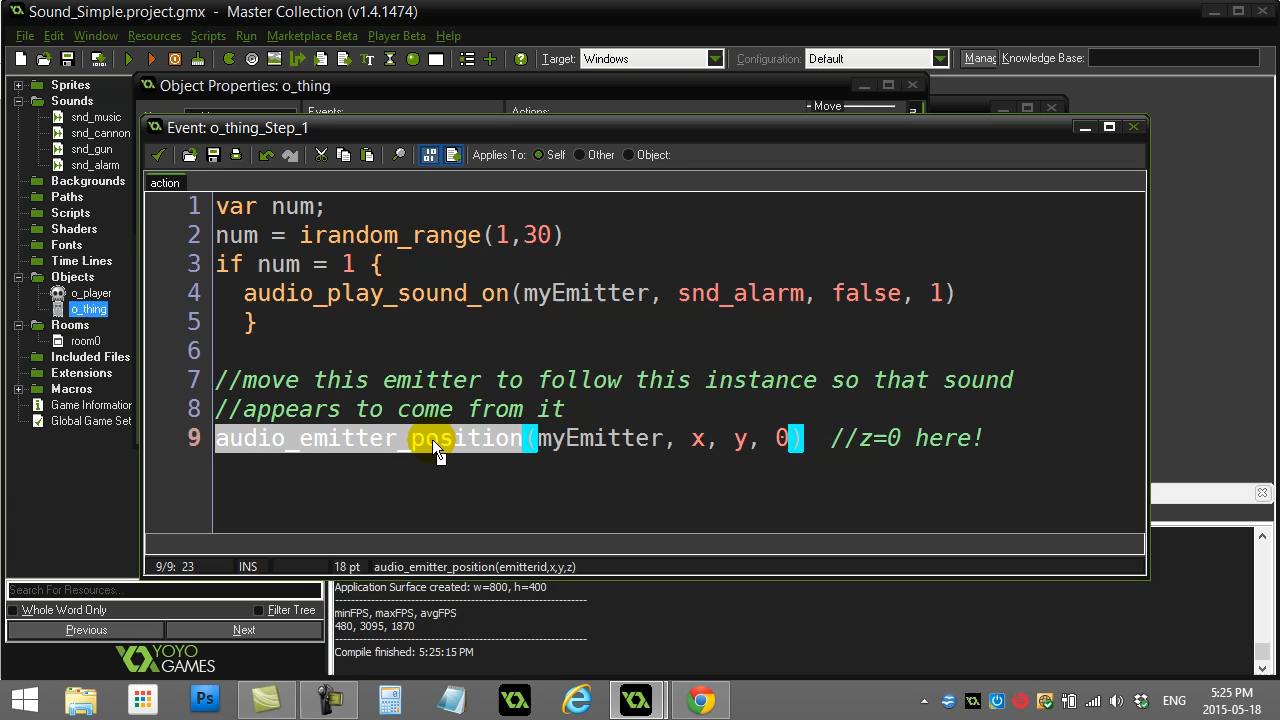 Sound_Simple.project.gmx - Master Collection (v1.4.1474)
File Edit Window Resources Scripts Run Marketplace Beta Player Beta Help
Target: Windows Configuration: Default Manac Knowledge Base:
Sprites
Sounds
snd_music
snd_cannon
snd_gun
snd_alarm
Backgrounds
Paths
Scripts
Shaders
Fonts
Time Lines
Objects
o_player
o_thing
Rooms
room0
Included Files
Extensions
Macros
Game Information
Global Game Set
Object Properties: o_thing
Events: Actions: Move
Event: o_thing_Step_1
Applies To: Self Other Object:
action
1 var num;
2 num = irandom_range(1,30)
3 if num = 1 {
4 audio_play_sound_on(myEmitter, snd_alarm, false, 1)
5 }
6
7 //move this emitter to follow this instance so that sound
8 //appears to come from it
9 audio_emitter_position(myEmitter, x, y, 0) //z=0 here!
9/9: 23 INS 18 pt audio_emitter_position(emitterid,x,y,z)
Search For Resources...
Whole Word Only Filter Tree
Previous Next
YOYO
GAMES
Application Surface created: w=800, h=400
minFPS, maxFPS, avgFPS
480, 3095, 1870
Compile finished: 5:25:15 PM
Ps
ENG
5:25 PM
2015-05-18